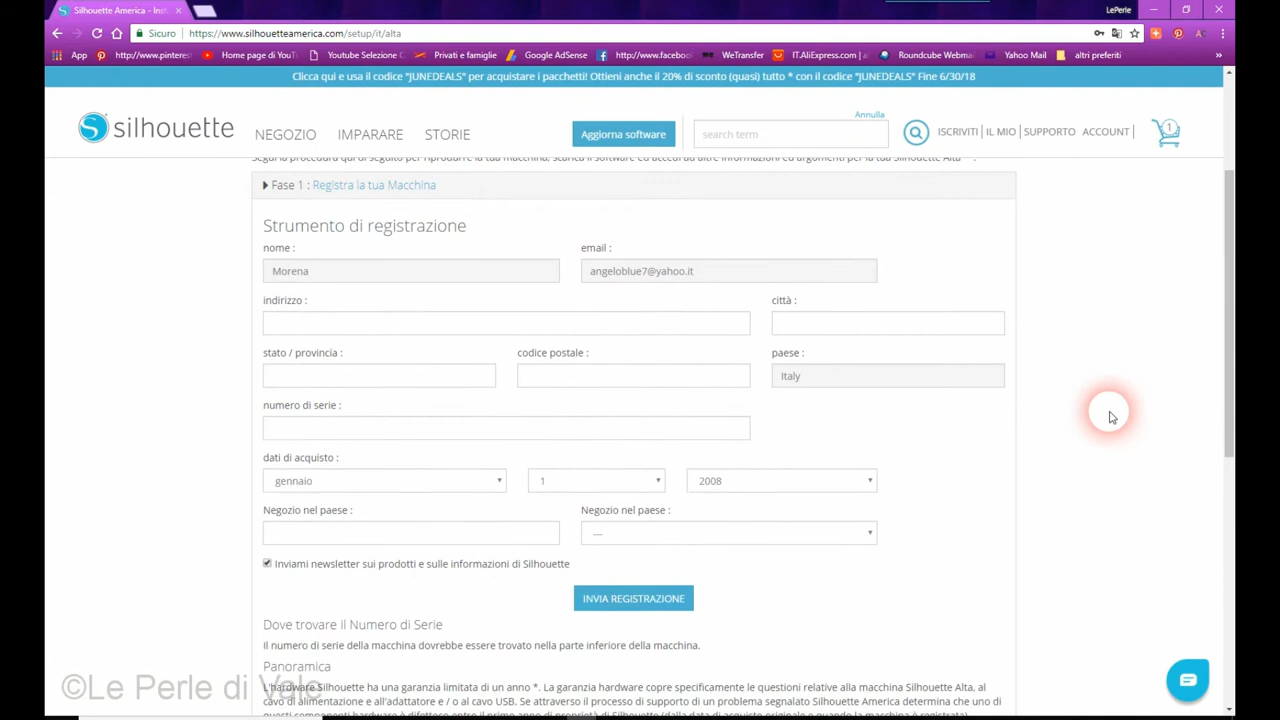 Silhouette America - Inst
LePerle
Sicuro
https://www.silhouetteamerica.com/setup/it/alta
App http://www.pinteres Home page di YouT Youtube Selezione C Privati e famiglie Google AdSense http://www.faceboo WeTransfer IT.AliExpress.com | a Roundcube Webma Yahoo Mail altri preferiti »
Clicca qui e usa il codice "JUNEDEALS" per acquistare i pacchetti! Ottieni anche il 20% di sconto (quasi) tutto * con il codice "JUNEDEALS" Fine 6/30/18
Annulla
silhouette NEGOZIO IMPARARE STORIE Aggiorna software search term ISCRIVITI | IL MIO | SUPPORTO ACCOUNT | 1
Fase 1 : Registra la tua Macchina
Strumento di registrazione
nome : email :
Morena angeloblue7@yahoo.it
indirizzo : città :
stato / provincia : codice postale : paese :
Italy
numero di serie :
dati di acquisto :
gennaio 1 2008
Negozio nel paese : Negozio nel paese :
---
Inviami newsletter sui prodotti e sulle informazioni di Silhouette
INVIA REGISTRAZIONE
Dove trovare il Numero di Serie
Il numero di serie della macchina dovrebbe essere trovato nella parte inferiore della macchina.
Panoramica
L'hardware Silhouette ha una garanzia limitata di un anno *. La garanzia hardware copre specificamente le questioni relative alla macchina Silhouette Alta, al
cavo di alimentazione e all'adattatore e / o al cavo USB. Se attraverso il processo di supporto di un problema segnalato Silhouette America determina che uno di
©Le Perle di Vale